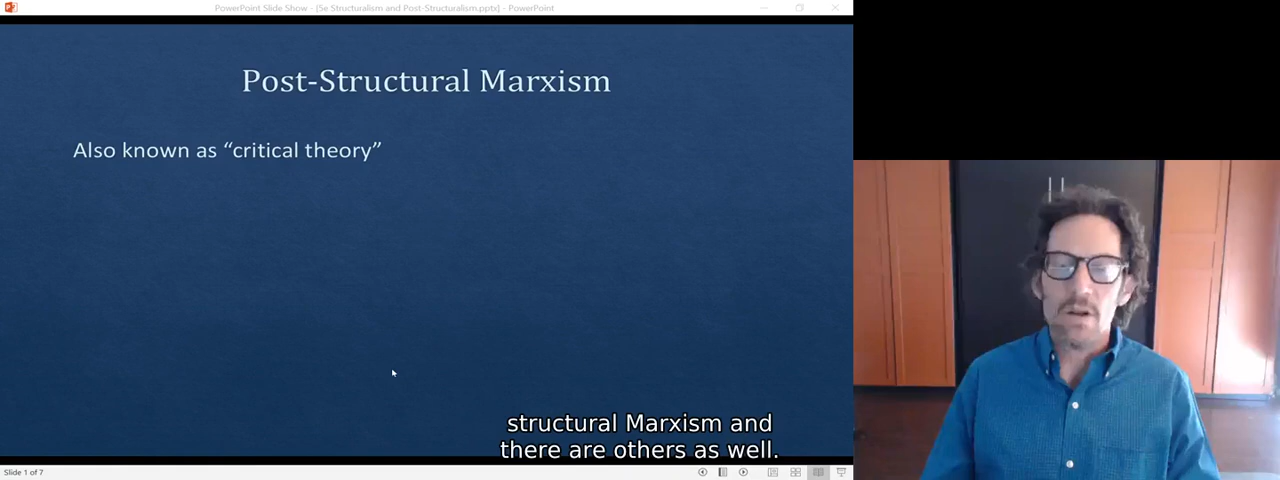 PowerPoint Slide Show - [5e Structuralism and Post-Structuralism.pptx] - PowerPoint
Post-Structural Marxism
Also known as “critical theory”
structural Marxism and
there are others as well.
Slide 1 of 7